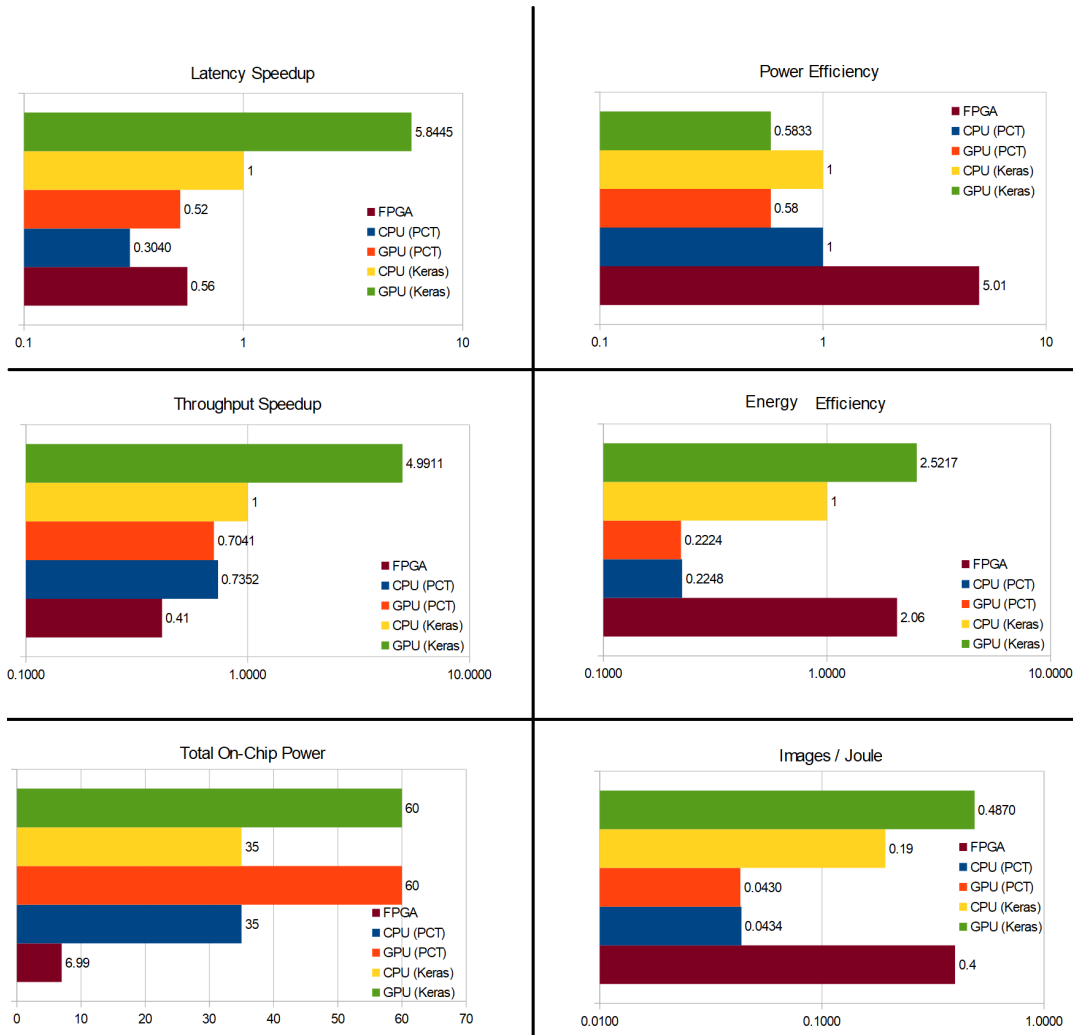 Latency Speedup
5.8445
1
0.52
0.3040
0.56
FPGA
CPU (PCT)
GPU (PCT)
CPU (Keras)
GPU (Keras)
0.1 1 10
Power Efficiency
0.5833
1
0.58
1
5.01
FPGA
CPU (PCT)
GPU (PCT)
CPU (Keras)
GPU (Keras)
0.1 1 10
Throughput Speedup
4.9911
1
0.7041
0.7352
0.41
FPGA
CPU (PCT)
GPU (PCT)
CPU (Keras)
GPU (Keras)
0.1000 1.0000 10.0000
Energy Efficiency
2.5217
1
0.2224
0.2248
2.06
FPGA
CPU (PCT)
GPU (PCT)
CPU (Keras)
GPU (Keras)
0.1000 1.0000 10.0000
Total On-Chip Power
0 10 20 30 40 50 60 70
60
35
60
35
6.99
FPGA
CPU (PCT)
GPU (PCT)
CPU (Keras)
GPU (Keras)
0 10 20 30 40 50 60 70
Images / Joule
0.4870
0.19
0.0430
0.0434
0.4
FPGA
CPU (PCT)
GPU (PCT)
CPU (Keras)
GPU (Keras)
0.0100 0.1000 1.0000